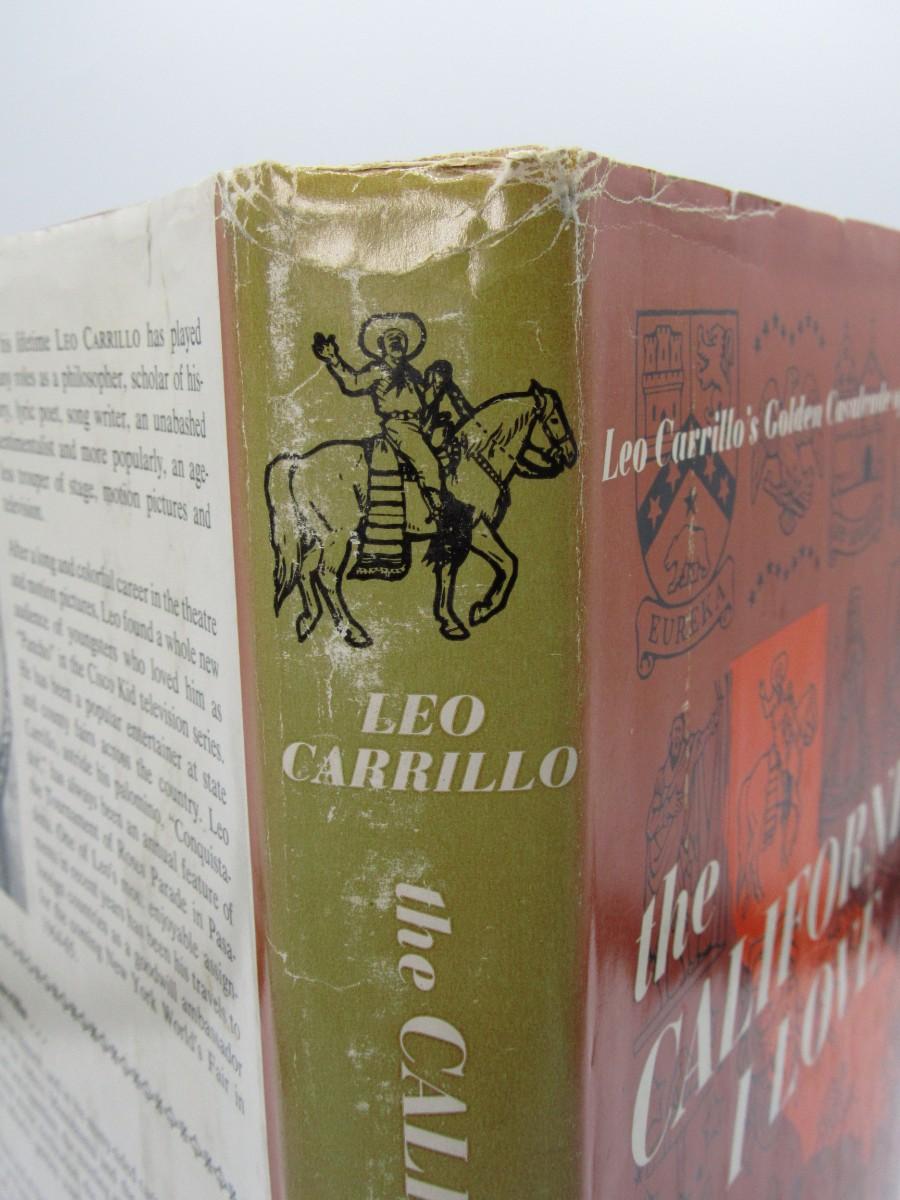 his lifetime LEO CARRILLO has played
many roles as a philosopher, scholar of his-
lyric poet, song writer, an unabashed
sentimentalist and more popularly, an age-
less trouper of stage, motion pictures and
television.
After a long and colorful career in the theatre
and motion pictures, Leo found a whole new
audience of youngsters who loved him as
"Pancho" in the Cisco Kid television series.
He has been a popular entertainer at state
and county fairs across the country. Leo
Carrillo, astride his palomino, "Conquista-
has always been an annual feature of
the Tournament of Roses Parade in Pasa-
One of Leo's most enjoyable assign-
ments in recent years has been his travels to
foreign countries as a goodwill ambassador
for the coming New York World's Fair in
1964-65.
LEO
CARRILLO
the CALI
Leo Carrillo's Golden Cavalcade
EUREKA
the
CALIFORNI
I LOVE